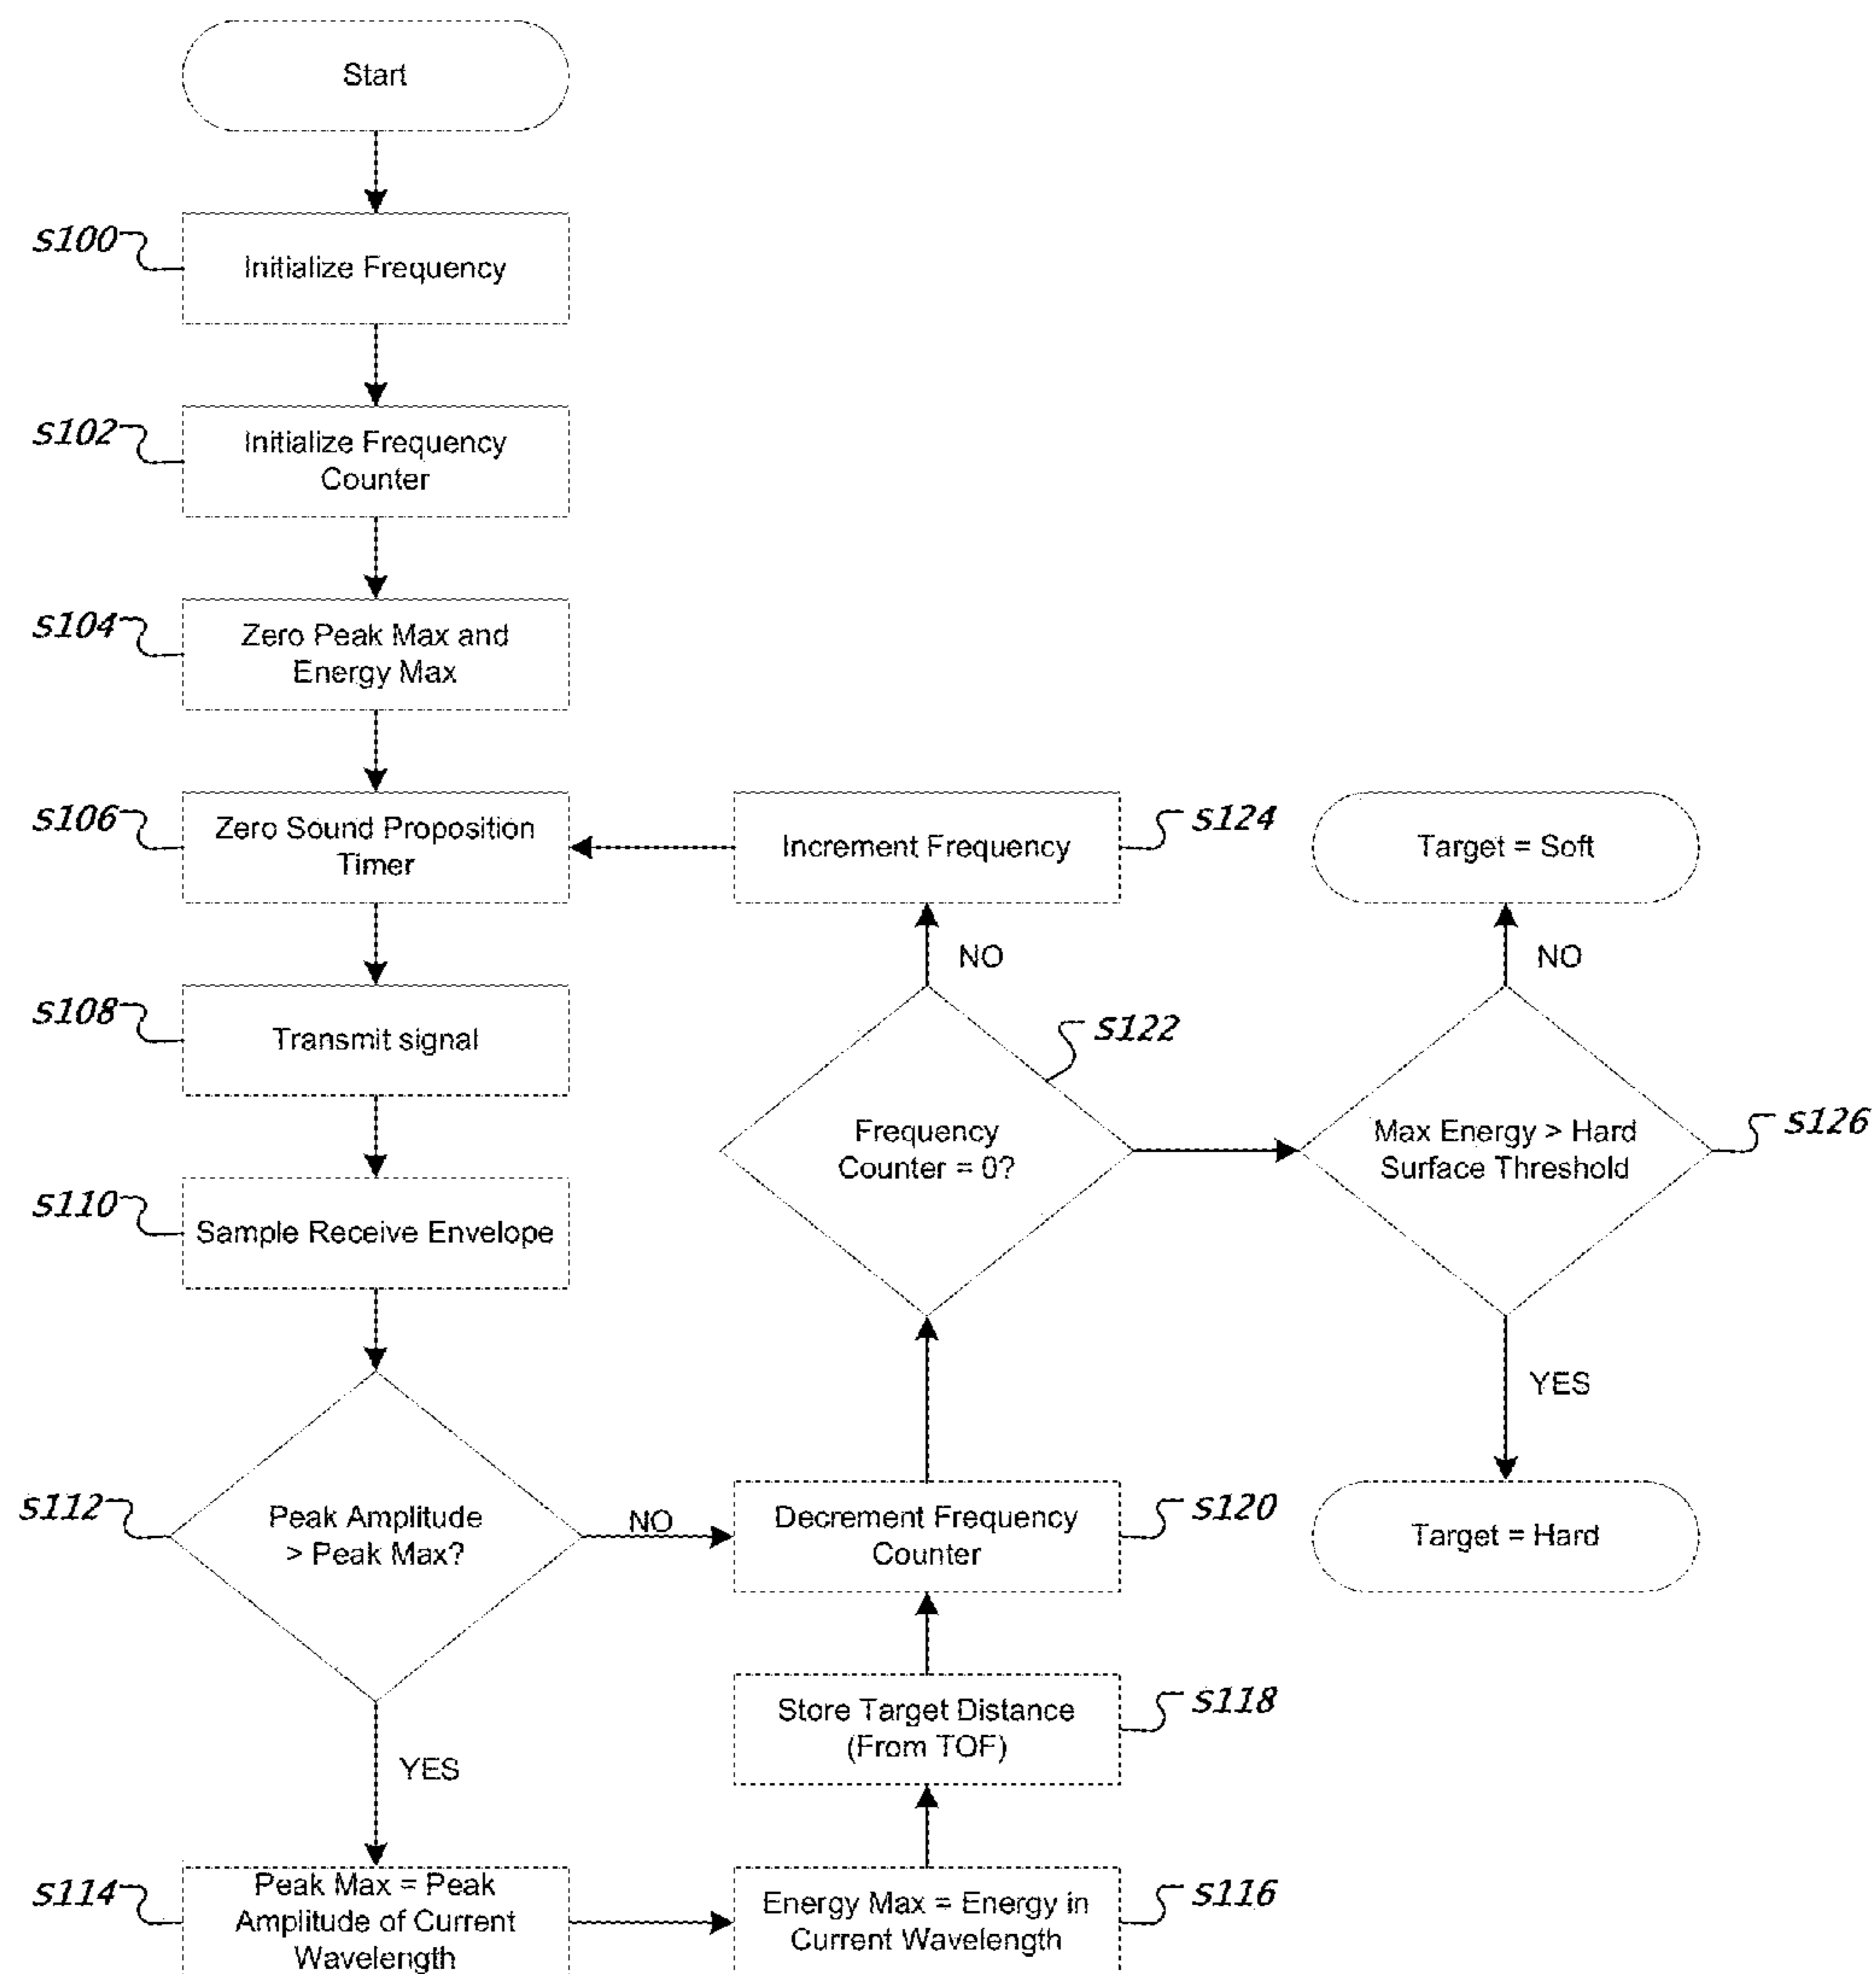 Start
S100
Initialize Frequency
S102
Initialize Frequency
Counter
S104
Zero Peak Max and
Energy Max
S106
Zero Sound Proposition
Timer
S108
Transmit signal
S110
Sample Receive Envelope
S112
Peak Amplitude
> Peak Max?
NO
YES
S114
Peak Max = Peak
Amplitude of Current
Wavelength
Energy Max = Energy in
Current Wavelength
S116
Store Target Distance
(From TOF)
S118
Decrement Frequency
Counter
S120
Frequency
Counter = 0?
S122
NO
Increment Frequency
S124
Max Energy > Hard
Surface Threshold
S126
NO
Target = Soft
YES
Target = Hard